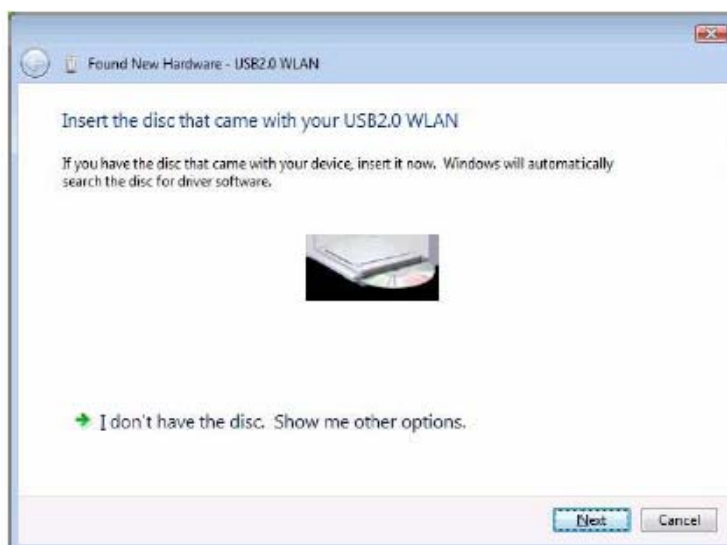 Found New Hardware - USB2.0 WLAN
Insert the disc that came with your USB2.0 WLAN
If you have the disc that came with your device, insert it now. Windows will automatically
search the disc for driver software.
I don't have the disc. Show me other options.
Next Cancel